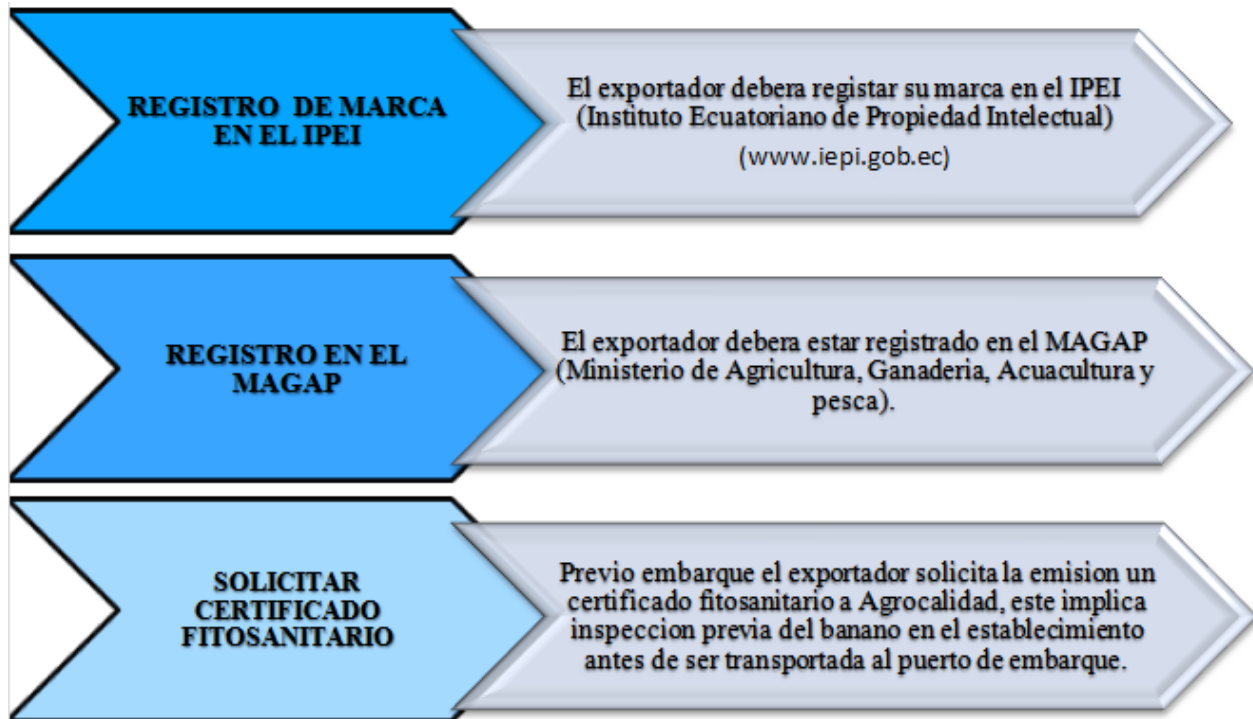 REGISTRO DE MARCA
EN EL IPEI
El exportador debera registar su marca en el IPEI
(Instituto Ecuatoriano de Propiedad Intelectual)
(www.iepi.gob.ec)
REGISTRO EN EL
MAGAP
El exportador debera estar registrado en el MAGAP
(Ministerio de Agricultura, Ganaderia, Acuacultura y
pesca).
SOLICITAR
CERTIFICADO
FITOSANITARIO
Previo embarque el exportador solicita la emision un
certificado fitosanitario a Agrocalidad, este implica
inspeccion previa del banano en el establecimiento
antes de ser transportada al puerto de embarque.